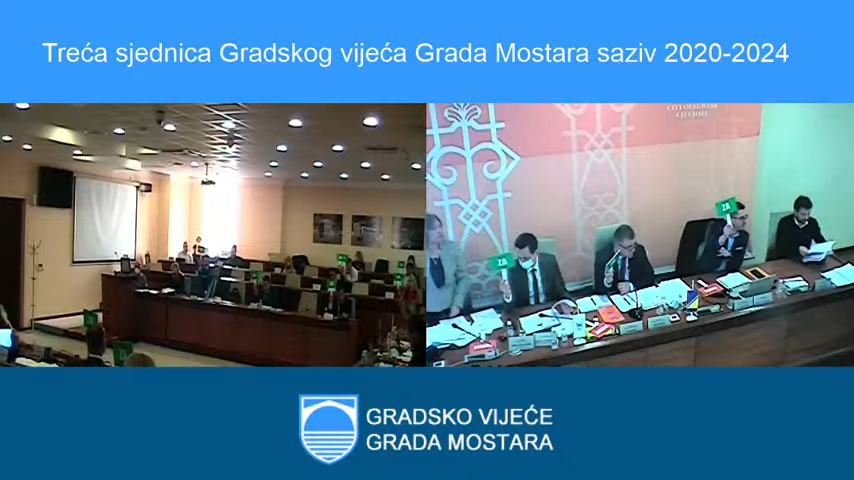 Treća sjednica Gradskog vijeća Grada Mostara saziv 2020-2024
ZA
ZA
GRADSKO VIJEĆE
GRADA MOSTARA